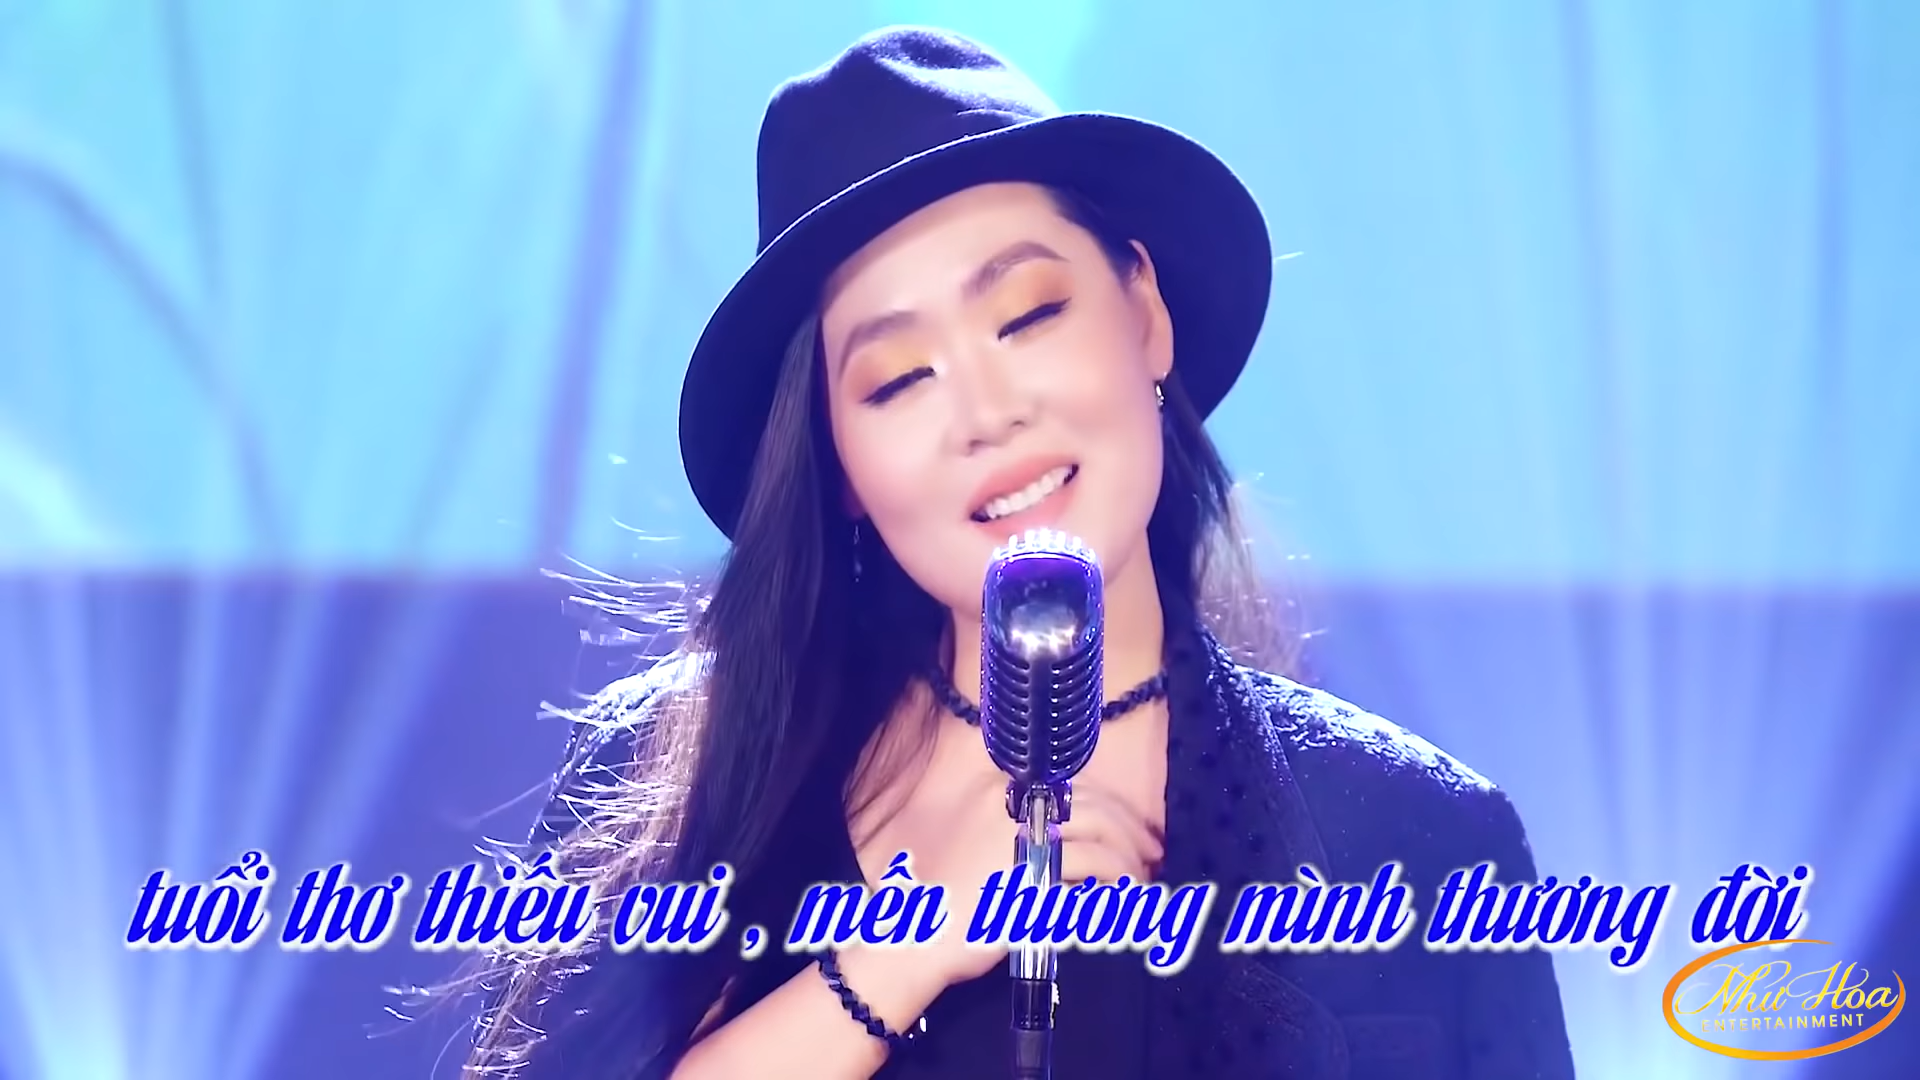 tuổi thơ thiếu vui , mến thương mình thương đời
Như Hoa
ENTERTAINMENT